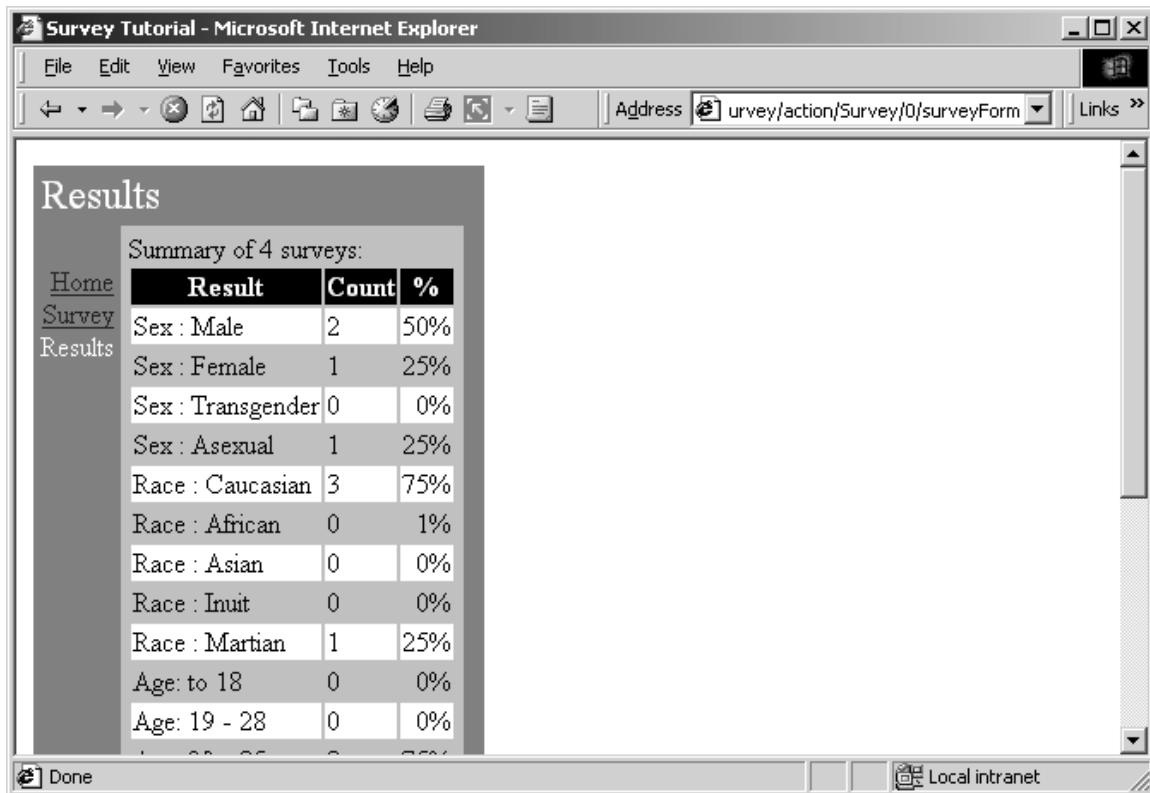 Survey Tutorial - Microsoft Internet Explorer
File Edit View Favorites Tools Help
Address urvey/action/Survey/0/surveyForm Links »
Results
Home
Survey
Results
Summary of 4 surveys:
Result Count %
Sex : Male 2 50%
Sex : Female 1 25%
Sex : Transgender 0 0%
Sex : Asexual 1 25%
Race : Caucasian 3 75%
Race : African 0 1%
Race : Asian 0 0%
Race : Inuit 0 0%
Race : Martian 1 25%
Age: to 18 0 0%
Age: 19 - 28 0 0%
Done Local intranet